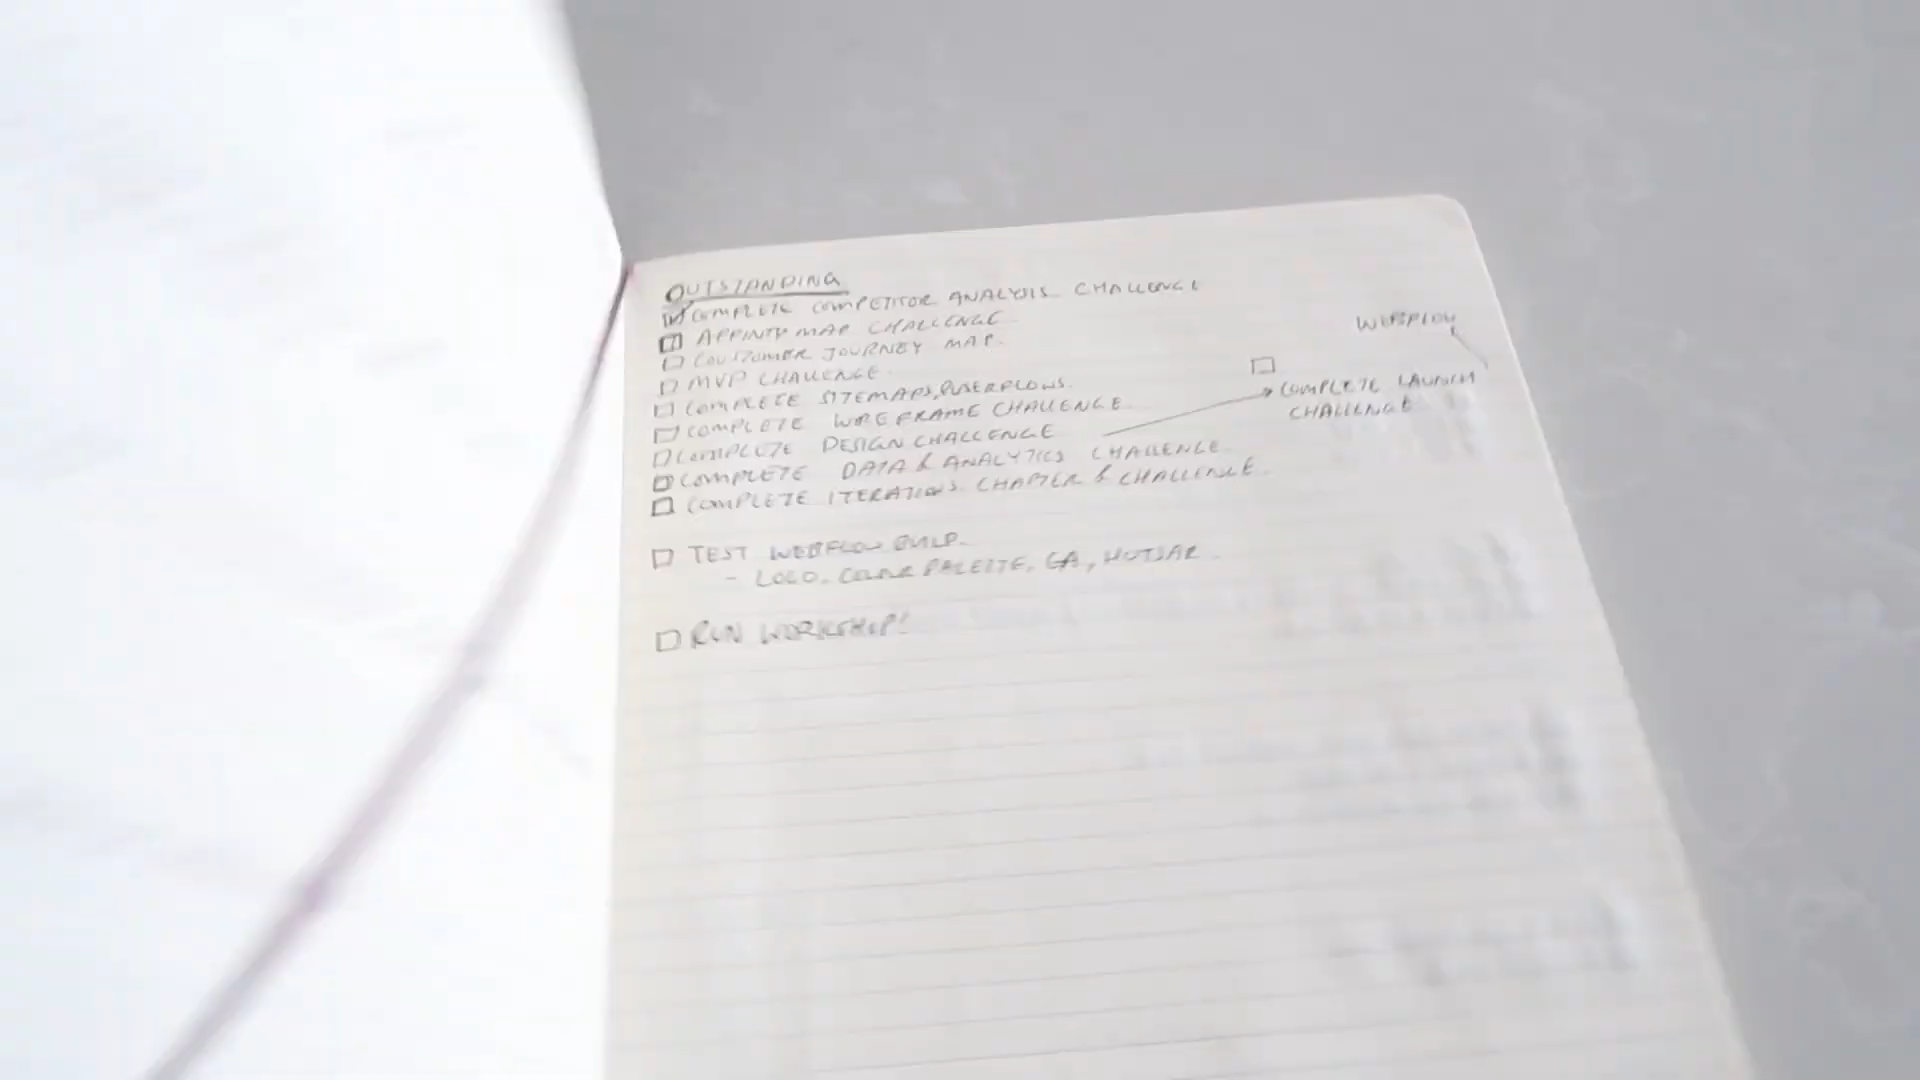 OUTSTANDING
COMPLETE COMPETITOR ANALYSIS CHALLENGE
AFFINITY MAP CHALLENGE
COUSTOMER JOURNEY MAP.
MVP CHALLENGE
COMPLETE SITEMAPS, USERFLOWS.
COMPLETE WIREFRAME CHALLENGE
COMPLETE DESIGN CHALLENGE
COMPLETE DATA & ANALYTICS CHALLENGE
COMPLETE ITERATIONS CHAPTER & CHALLENGE
WEBFLOW
COMPLETE LAUNCH
CHALLENGE
TEST WEBFLOW BUILD
- LOGO, COLOUR PALETTE, GA, HOTJAR
RUN WORKSHOP!